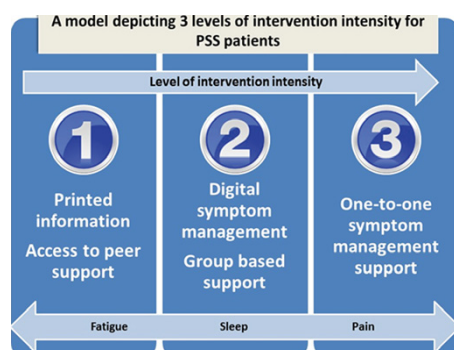 A model depicting 3 levels of intervention intensity for
PSS patients
Level of intervention intensity
1
2
3
Printed
information
Access to peer
support
Digital
symptom
management
Group based
support
One-to-one
symptom
management
support
Fatigue
Sleep
Pain